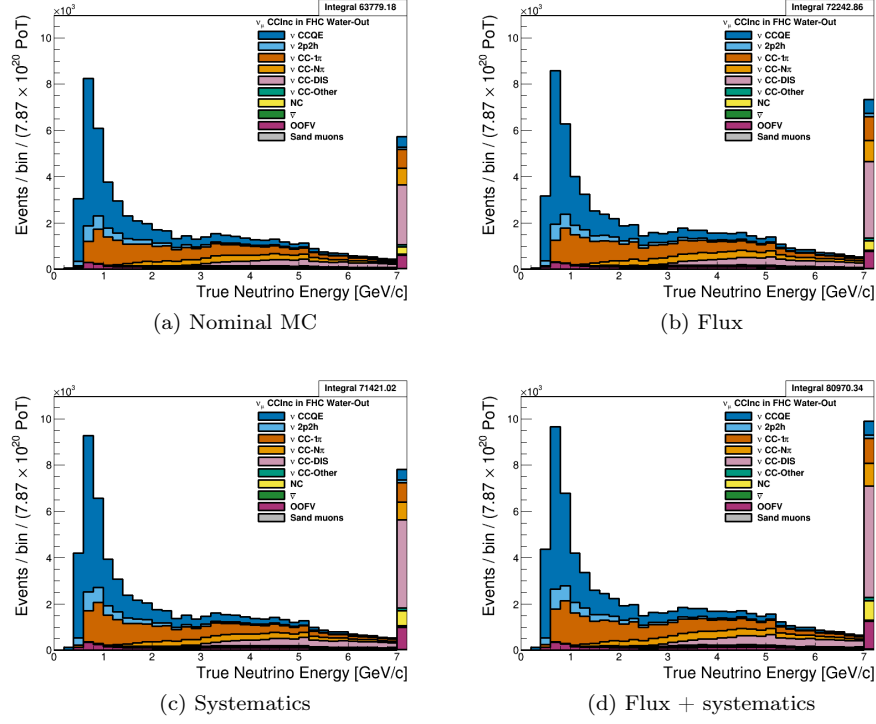 Integral 63779.18
×10³
ν_μ CCInc in FHC Water-Out
ν CCQE
ν 2p2h
ν CC-1π
ν CC-Nπ
ν CC-DIS
ν CC-Other
NC
ν̅
OOFV
Sand muons
Events / bin / (7.87 × 10²⁰ PoT)
10
8
6
4
2
0
0 1 2 3 4 5 6 7
True Neutrino Energy [GeV/c]
(a) Nominal MC
Integral 72242.86
×10³
ν_μ CCInc in FHC Water-Out
ν CCQE
ν 2p2h
ν CC-1π
ν CC-Nπ
ν CC-DIS
ν CC-Other
NC
ν̅
OOFV
Sand muons
Events / bin / (7.87 × 10²⁰ PoT)
10
8
6
4
2
0
0 1 2 3 4 5 6 7
True Neutrino Energy [GeV/c]
(b) Flux
Integral 71421.02
×10³
ν_μ CCInc in FHC Water-Out
ν CCQE
ν 2p2h
ν CC-1π
ν CC-Nπ
ν CC-DIS
ν CC-Other
NC
ν̅
OOFV
Sand muons
Events / bin / (7.87 × 10²⁰ PoT)
10
8
6
4
2
0
0 1 2 3 4 5 6 7
True Neutrino Energy [GeV/c]
(c) Systematics
Integral 80970.34
×10³
ν_μ CCInc in FHC Water-Out
ν CCQE
ν 2p2h
ν CC-1π
ν CC-Nπ
ν CC-DIS
ν CC-Other
NC
ν̅
OOFV
Sand muons
Events / bin / (7.87 × 10²⁰ PoT)
10
8
6
4
2
0
0 1 2 3 4 5 6 7
True Neutrino Energy [GeV/c]
(d) Flux + systematics